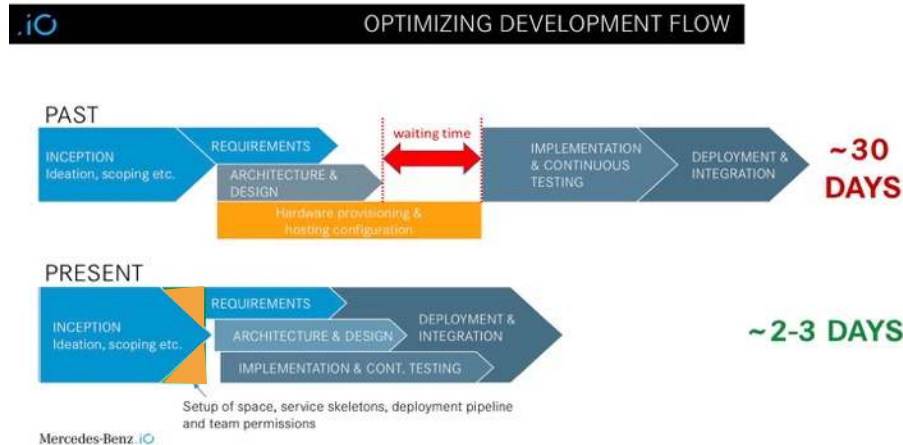 .iO
OPTIMIZING DEVELOPMENT FLOW
PAST
INCEPTION
Ideation, scoping etc.
REQUIREMENTS
ARCHITECTURE &
DESIGN
waiting time
Hardware provisioning &
hosting configuration
IMPLEMENTATION
& CONTINUOUS
TESTING
DEPLOYMENT &
INTEGRATION
~30
DAYS
PRESENT
INCEPTION
Ideation, scoping etc.
REQUIREMENTS
ARCHITECTURE & DESIGN
IMPLEMENTATION & CONT. TESTING
DEPLOYMENT &
INTEGRATION
~2-3 DAYS
Setup of space, service skeletons, deployment pipeline
and team permissions
Mercedes-Benz.iO